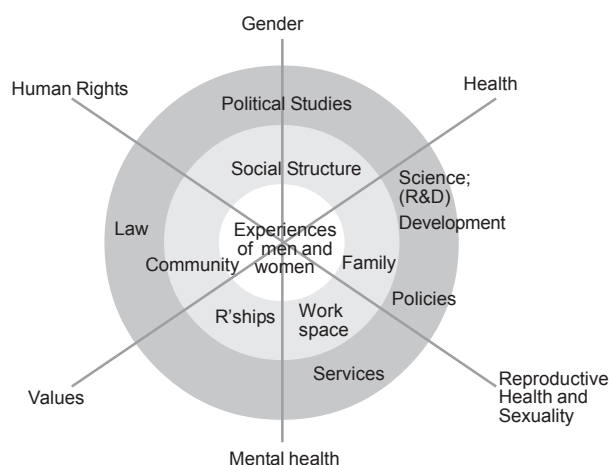 Gender
Human Rights
Health
Political Studies
Social Structure
Science;
(R&D)
Development
Law
Experiences
of men and
women
Community
Family
Policies
R'ships
Work
space
Services
Values
Reproductive
Health and
Sexuality
Mental health